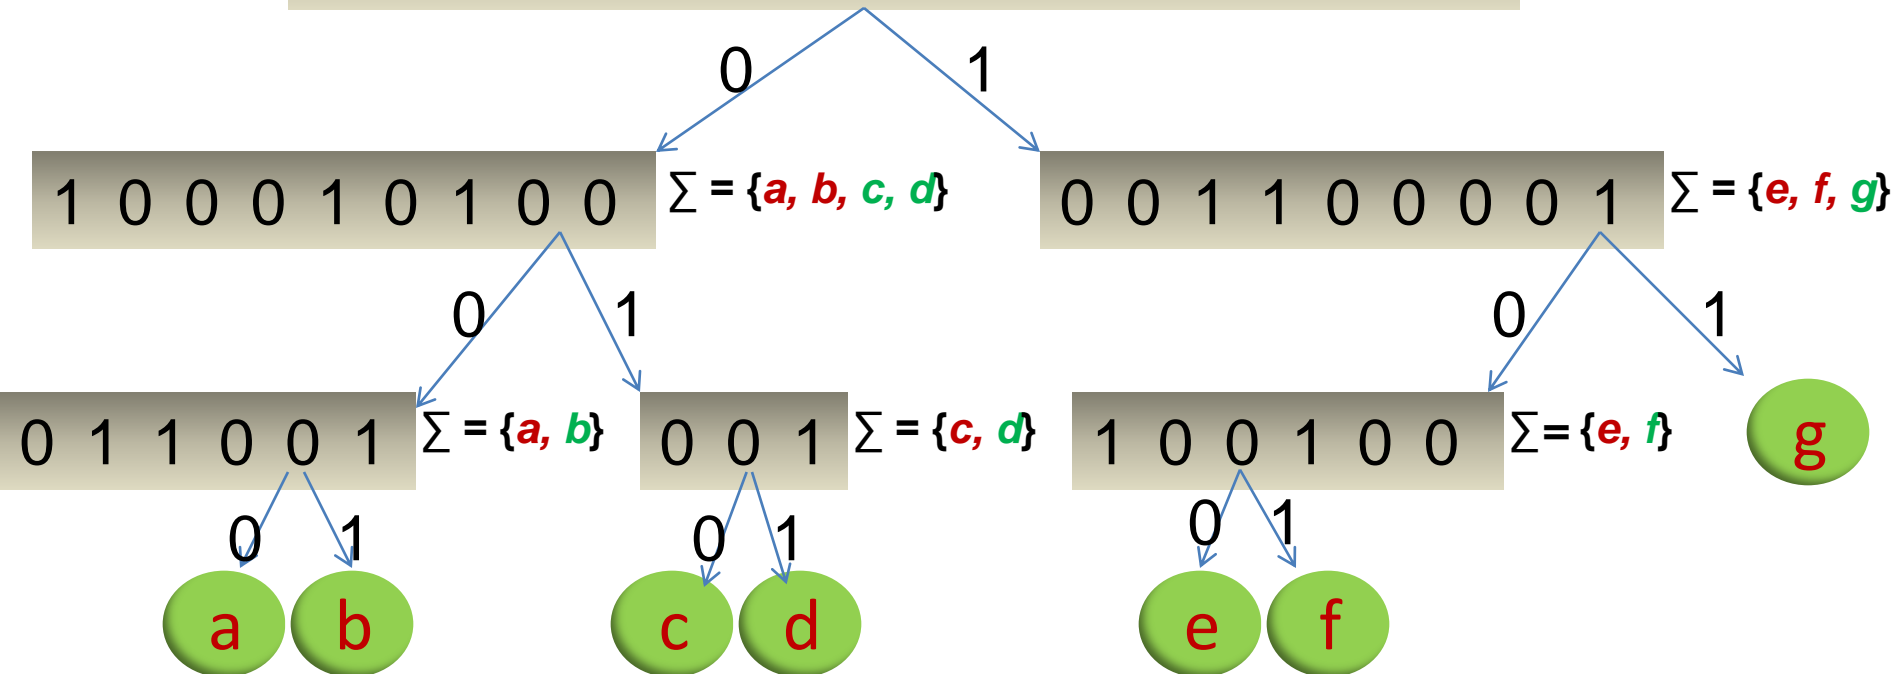 0 1
1 0 0 0 1 0 1 0 0 ∑ = {a, b, c, d} 0 0 1 1 0 0 0 0 1 ∑ = {e, f, g}
0 1 0 1
0 1 1 0 0 1 ∑ = {a, b} 0 0 1 ∑ = {c, d} 1 0 0 1 0 0 ∑= {e, f} g
0 1 0 1 0 1
a b c d e f